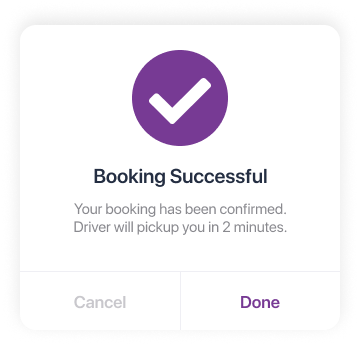 Booking Successful
Your booking has been confirmed.
Driver will pickup you in 2 minutes.
Cancel
Done